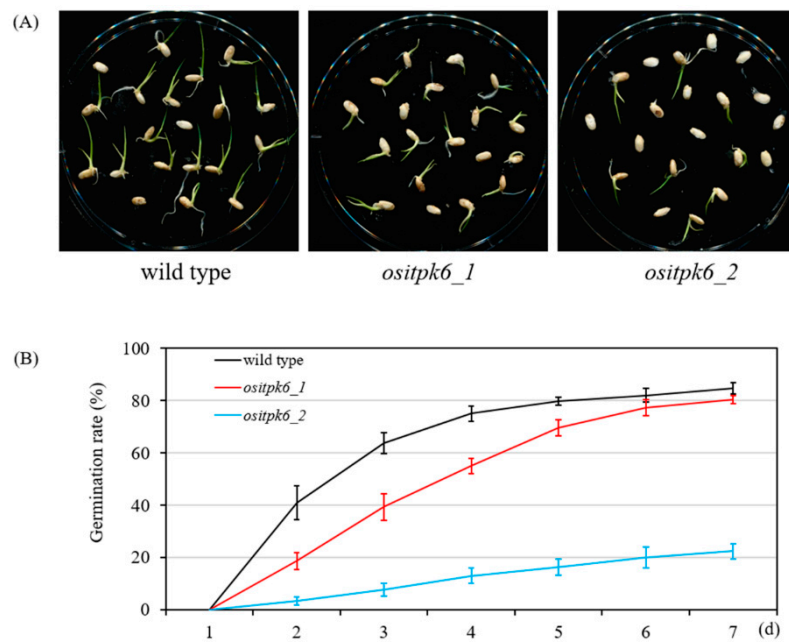 (A)
wild type ositpk6_1 ositpk6_2
(B)
Germination rate (%)
100
80
60
40
20
0
wild type
ositpk6_1
ositpk6_2
1 2 3 4 5 6 7 (d)